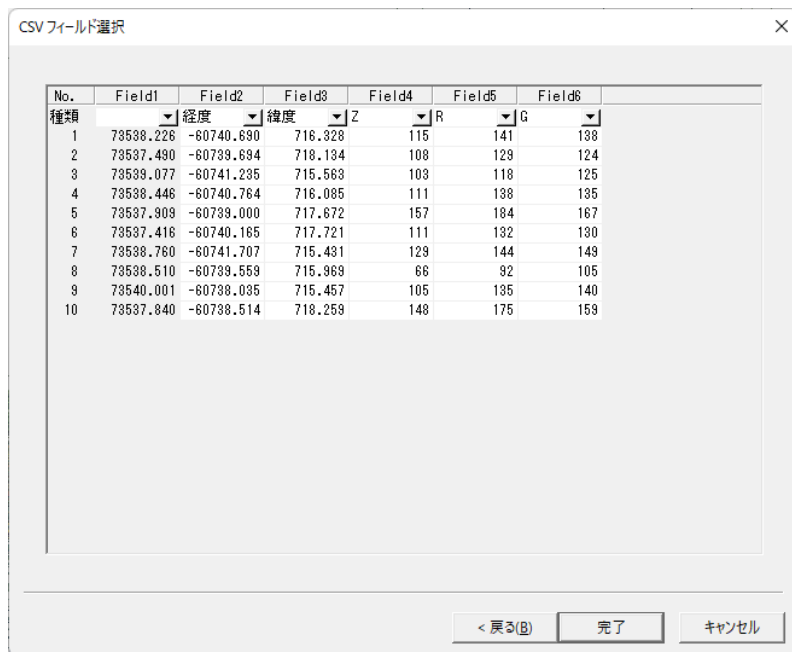 CSV フィールド選択
No. Field1 Field2 Field3 Field4 Field5 Field6
種類 経度 緯度 Z R G
1 73538.226 -60740.690 716.328 115 141 138
2 73537.490 -60739.694 718.134 108 129 124
3 73539.077 -60741.235 715.563 103 118 125
4 73538.446 -60740.764 716.085 111 138 135
5 73537.909 -60739.000 717.672 157 184 167
6 73537.416 -60740.165 717.721 111 132 130
7 73538.760 -60741.707 715.431 129 144 149
8 73538.510 -60739.559 715.969 66 92 105
9 73540.001 -60738.035 715.457 105 135 140
10 73537.840 -60738.514 718.259 148 175 159
< 戻る(B) 完了 キャンセル